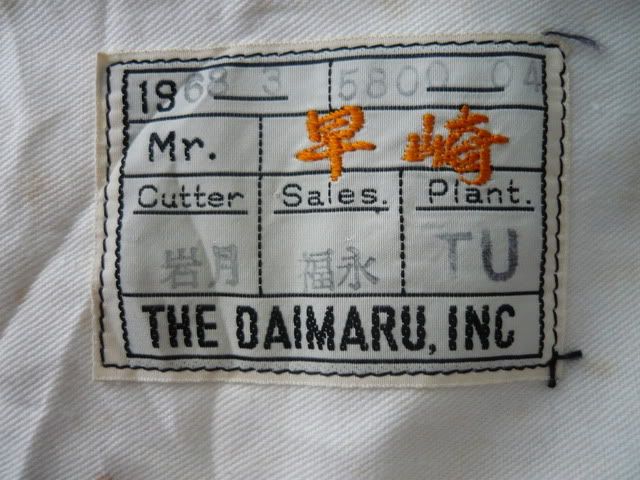 1968 3 5800 04
Mr. 早崎
Cutter Sales. Plant.
岩月 福永 TU
THE DAIMARU, INC